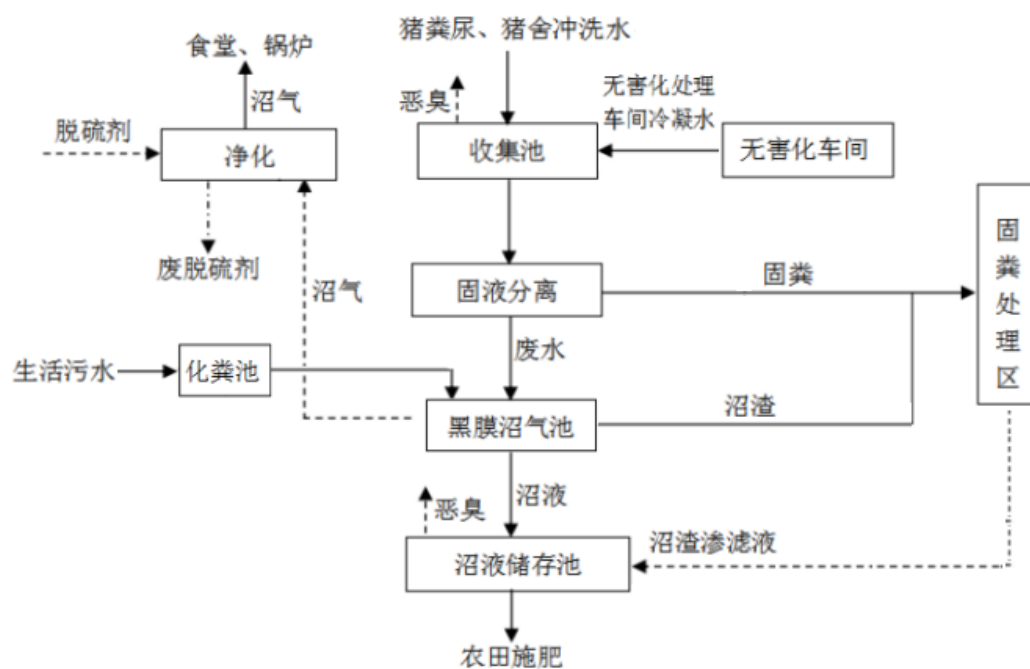 猪粪尿、猪舍冲洗水
食堂、锅炉
恶臭
无害化处理
车间冷凝水
沼气
脱硫剂
净化
收集池
无害化车间
废脱硫剂
沼气
固液分离
固粪
固粪处理区
废水
生活污水
化粪池
黑膜沼气池
沼渣
沼液
恶臭
沼渣渗滤液
沼液储存池
农田施肥